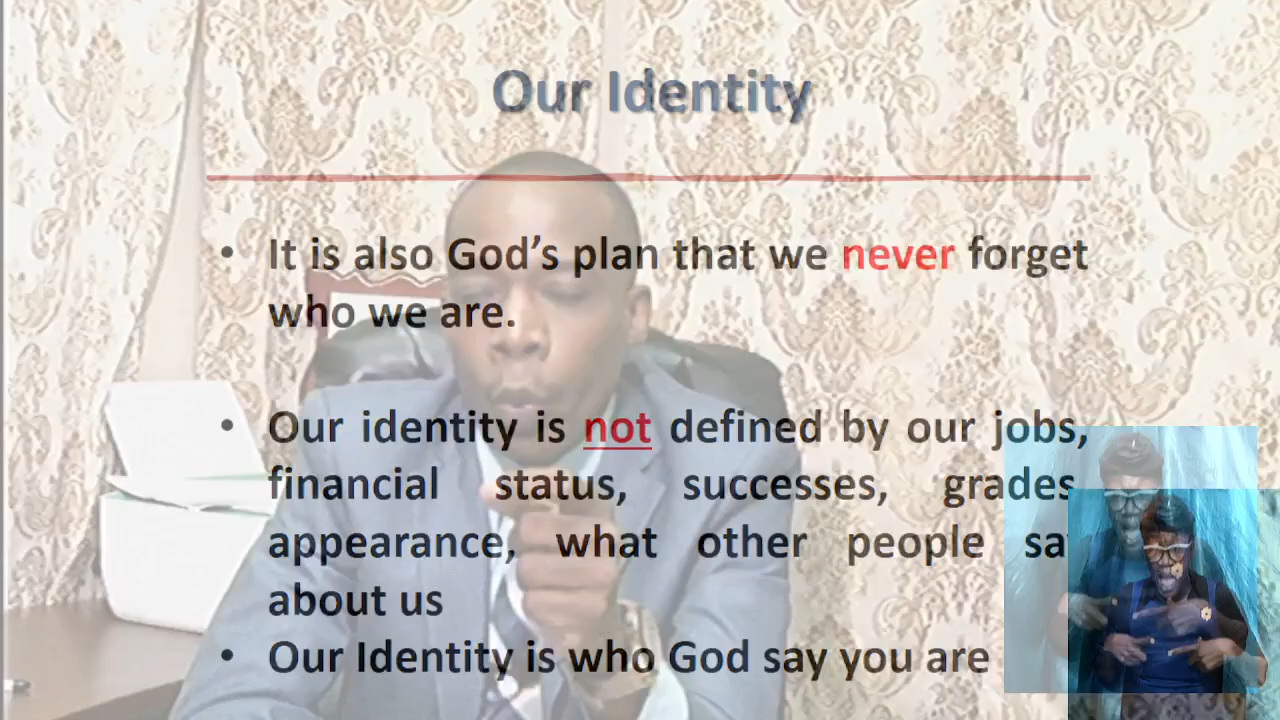 Our Identity
• It is also God's plan that we never forget
who we are.
• Our identity is not defined by our jobs,
financial status, successes, grades
appearance, what other people
about us
• Our Identity is who God say you are